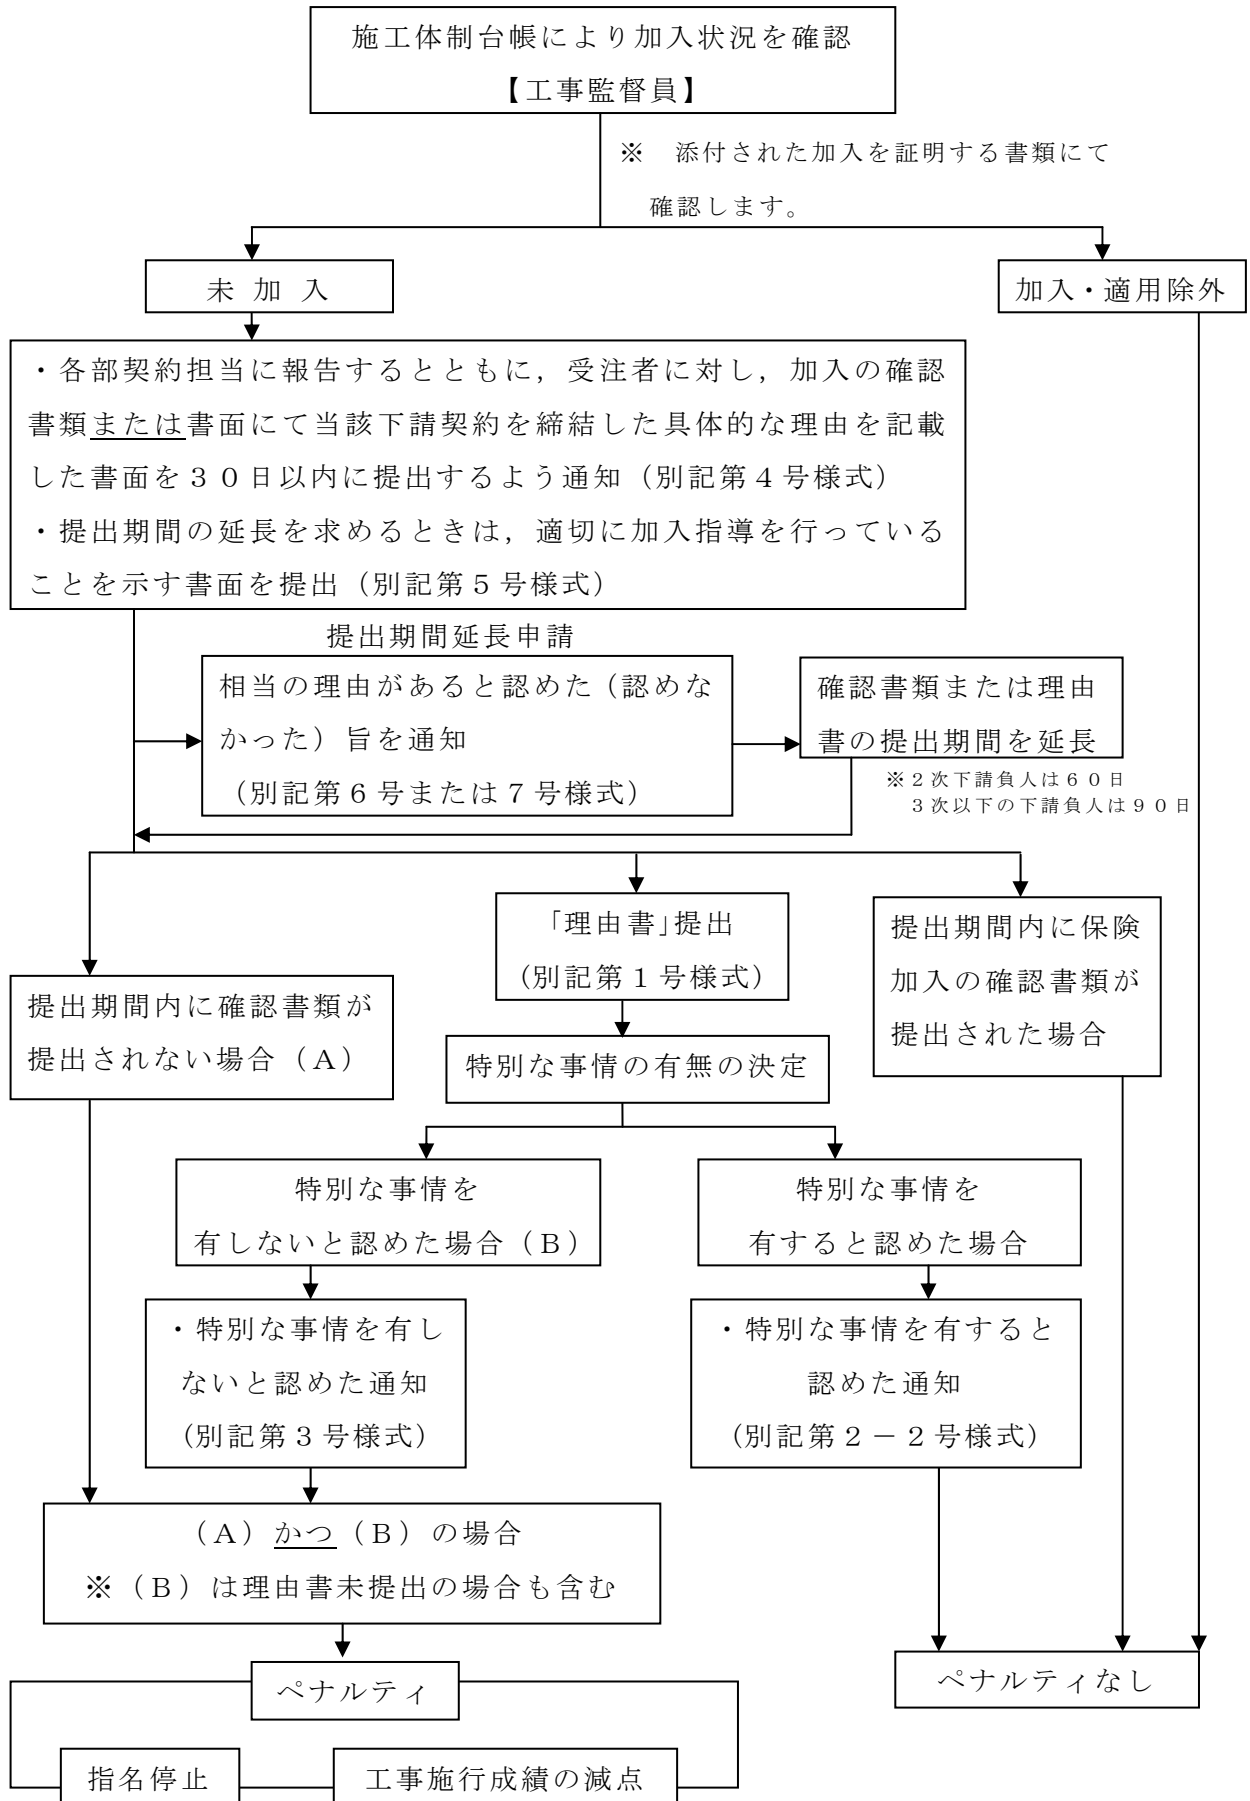 施工体制台帳により加入状況を確認
【工事監督員】
※　添付された加入を証明する書類にて
確認します。
未 加 入
加入・適用除外
・各部契約担当に報告するとともに，受注者に対し，加入の確認
書類または書面にて当該下請契約を締結した具体的な理由を記載
した書面を３０日以内に提出するよう通知（別記第４号様式）
・提出期間の延長を求めるときは，適切に加入指導を行っている
ことを示す書面を提出（別記第５号様式）
提出期間延長申請
相当の理由があると認めた（認めな
かった）旨を通知
（別記第６号または７号様式）
確認書類または理由
書の提出期間を延長
※２次下請負人は６０日
３次以下の下請負人は９０日
「理由書」提出
（別記第１号様式）
提出期間内に保険
加入の確認書類が
提出された場合
提出期間内に確認書類が
提出されない場合（Ａ）
特別な事情の有無の決定
特別な事情を
有しないと認めた場合（Ｂ）
特別な事情を
有すると認めた場合
・特別な事情を有し
ないと認めた通知
（別記第３号様式）
・特別な事情を有すると
認めた通知
（別記第２－２号様式）
（Ａ）かつ（Ｂ）の場合
※（Ｂ）は理由書未提出の場合も含む
ペナルティ
ペナルティなし
指名停止
工事施行成績の減点